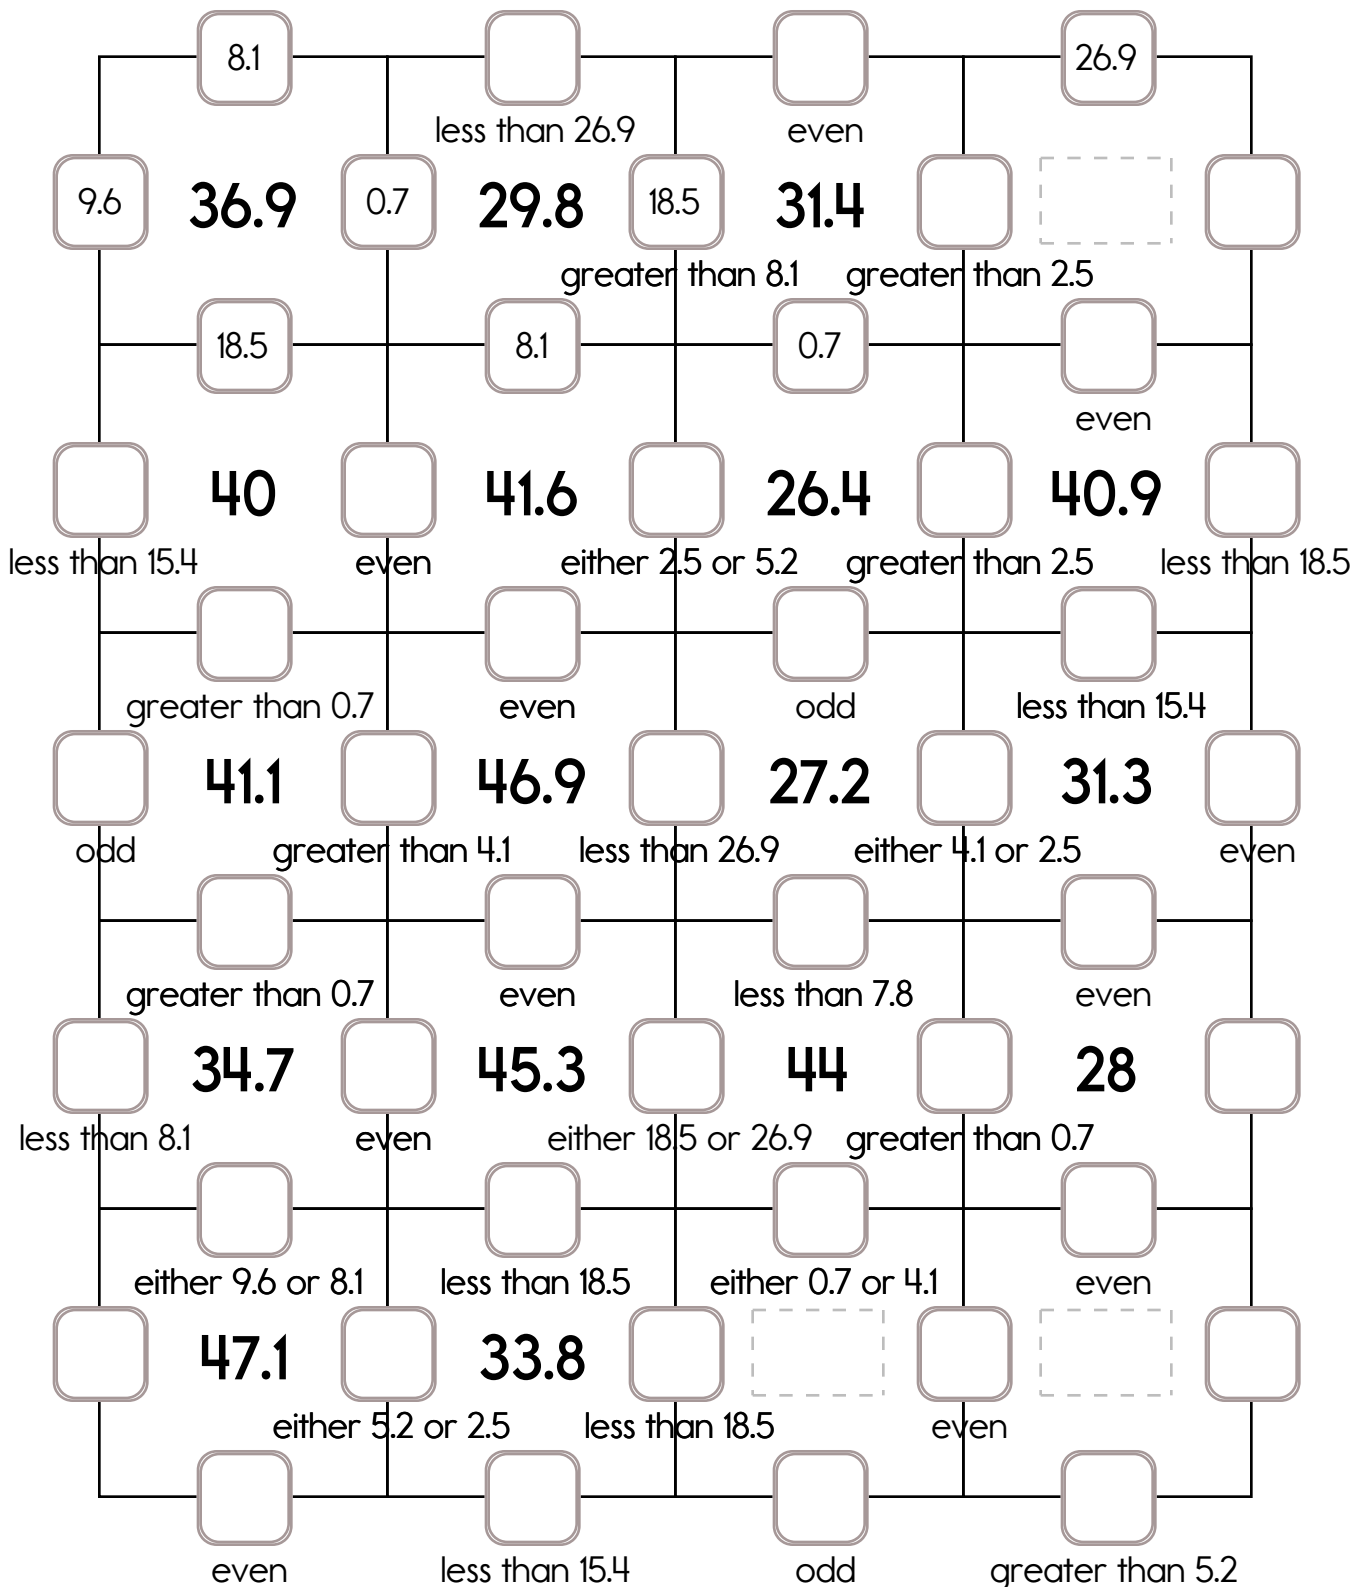 8.1 26.9
less than 26.9 even
9.6 36.9 0.7 29.8 18.5 31.4
greater than 8.1 greater than 2.5
18.5 8.1 0.7
even
40 41.6 26.4 40.9
less than 15.4 even either 2.5 or 5.2 greater than 2.5 less than 18.5
greater than 0.7 even odd less than 15.4
41.1 46.9 27.2 31.3
odd greater than 4.1 less than 26.9 either 4.1 or 2.5 even
greater than 0.7 even less than 7.8 even
34.7 45.3 44 28
less than 8.1 even either 18.5 or 26.9 greater than 0.7
either 9.6 or 8.1 less than 18.5 either 0.7 or 4.1 even
47.1 33.8
either 5.2 or 2.5 less than 18.5 even
even less than 15.4 odd greater than 5.2